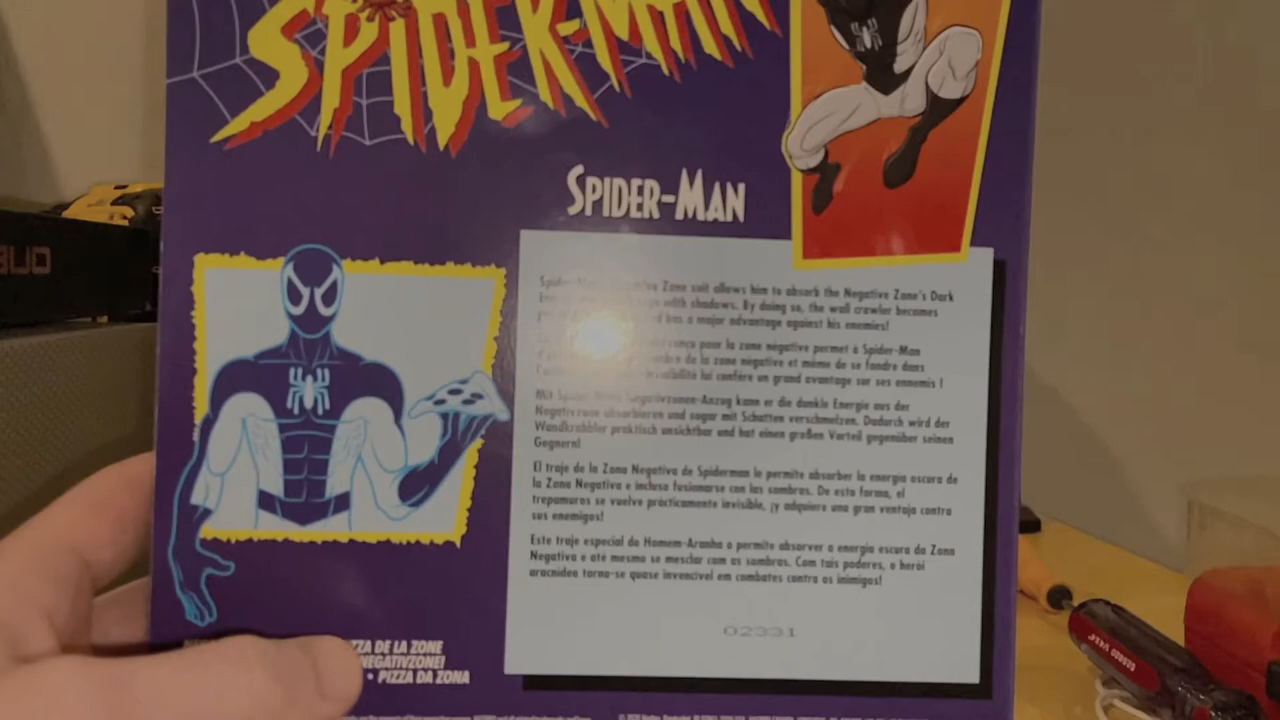 SPIDER-MAN
SPIDER-MAN
BUD
Zone suit allows him to absorb the Negative Zone's Dark
with shadows. By doing so, the wall crawler becomes
has a major advantage against his enemies!
conçu pour la zone négative permet à Spider-Man
de la zone négative et même de se fondre dans
lui confère un grand avantage sur ses ennemis !
Mit Negativzonen-Anzug kann er die dunkle Energie aus der
Negativzone absorbieren und sogar mit Schatten verschmelzen. Dadurch wird der
Wandkrabbler praktisch unsichtbar und hat einen großen Vorteil gegenüber seinen
Gegnern!
El traje de la Zona Negativa de Spiderman le permite absorber la energía oscura de
la Zona Negativa e incluso fusionarse con las sombras. De esta forma, el
trepamuros se vuelve prácticamente invisible, ¡y adquiere una gran ventaja contra
sus enemigos!
Este traje especial do Homem-Aranha o permite absorver a energia escura da Zona
Negativa e até mesmo se mesclar com as sombras. Com tais poderes, o herói
aracnídeo torna-se quase invencível em combates contra os inimigos!
02331
ZZA DE LA ZONE
NEGATIVZONE!
• PIZZA DA ZONA